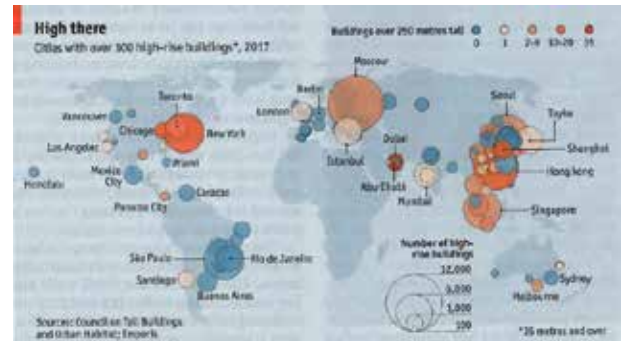 High there
Cities with over 300 high-rise buildings*, 2017
Buildings over 250 metres tall
0 1 2-9 10-20
Moscow
Toronto
Berlin
Seoul
Vancouver
London
Tokyo
Chicago
New York
Los Angeles
Istanbul
Dubai
Shanghai
Honolulu
Mexico
City
Miami
Hong Kong
Abu Dhabi
Caracas
Mumbai
Panama City
Singapore
Number of high-
rise buildings
12,000
São Paulo
Rio de Janeiro
1,000
100
Santiago
Sydney
Buenos Aires
Melbourne
Sources: Council on Tall Buildings
and Urban Habitat; Emporis
*35 metres and over